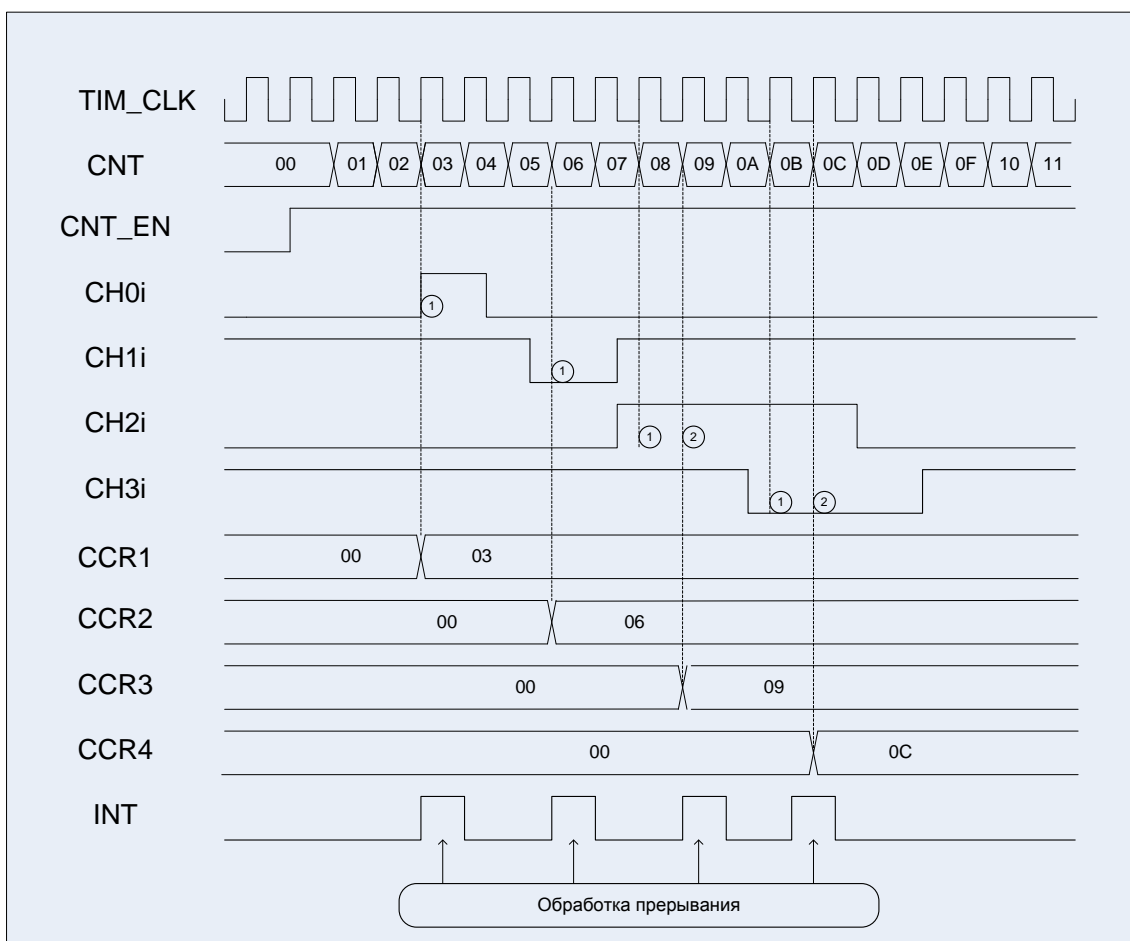 TIM_CLK
CNT 00 01 02 03 04 05 06 07 08 09 0A 0B 0C 0D 0E 0F 10 11
CNT_EN
CH0i
1
CH1i
1
CH2i
1 2
CH3i
1 2
CCR1 00 03
CCR2 00 06
CCR3 00 09
CCR4 00 0C
INT
Обработка прерывания